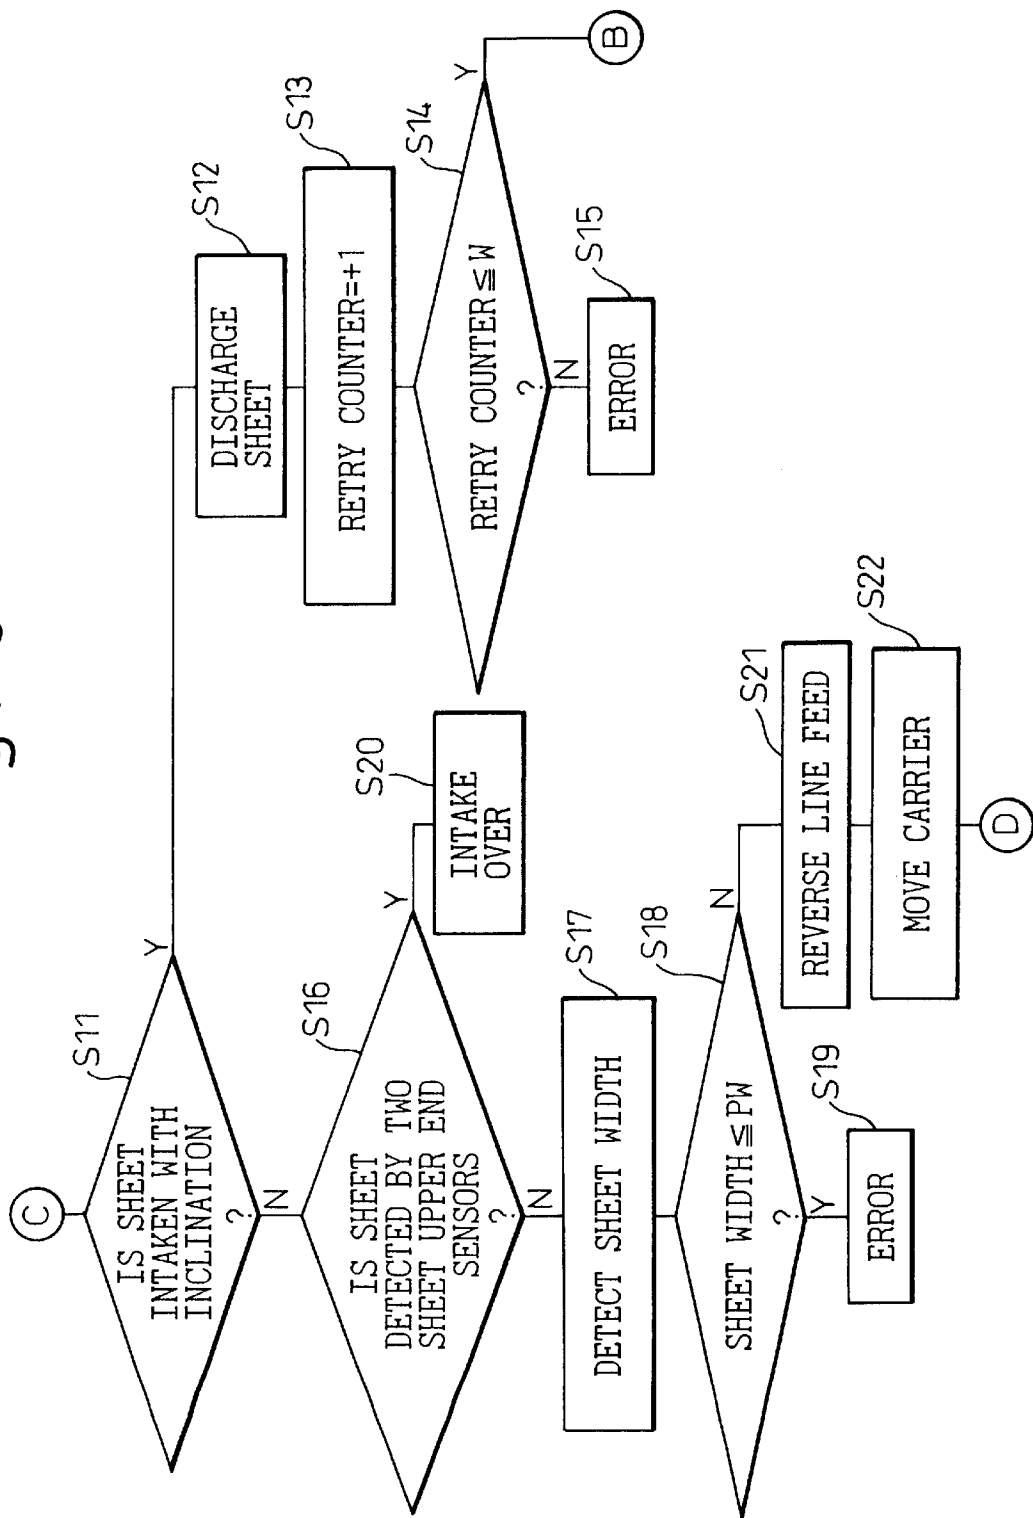 C
S11
IS SHEET
INTAKEN WITH
INCLINATION
?
Y
N
S12
DISCHARGE
SHEET
S13
RETRY COUNTER=+1
S14
RETRY COUNTER≦W
?
Y
B
N
S15
ERROR
S16
IS SHEET
DETECTED BY TWO
SHEET UPPER END
SENSORS
?
Y
N
S20
INTAKE
OVER
S17
DETECT SHEET WIDTH
S18
SHEET WIDTH≦PW
?
N
Y
S19
ERROR
S21
REVERSE LINE FEED
S22
MOVE CARRIER
D